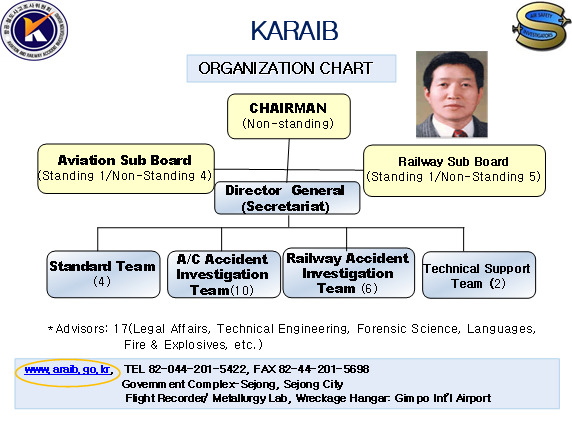 KARAIB
AIR SAFETY
INVESTIGATORS
ORGANIZATION CHART
CHAIRMAN
(Non-standing)
Aviation Sub Board
(Standing 1/Non-Standing 4)
Railway Sub Board
(Standing 1/Non-Standing 5)
Director General
(Secretariat)
Standard Team
(4)
A/C Accident
Investigation
Team(10)
Railway Accident
Investigation
Team (6)
Technical Support
Team (2)
*Advisors: 17(Legal Affairs, Technical Engineering, Forensic Science, Languages,
Fire & Explosives, etc.)
www.araib.go.kr, TEL 82-044-201-5422, FAX 82-44-201-5698
Government Complex-Sejong, Sejong City
Flight Recorder/ Metallurgy Lab, Wreckage Hangar: Gimpo Int'l Airport